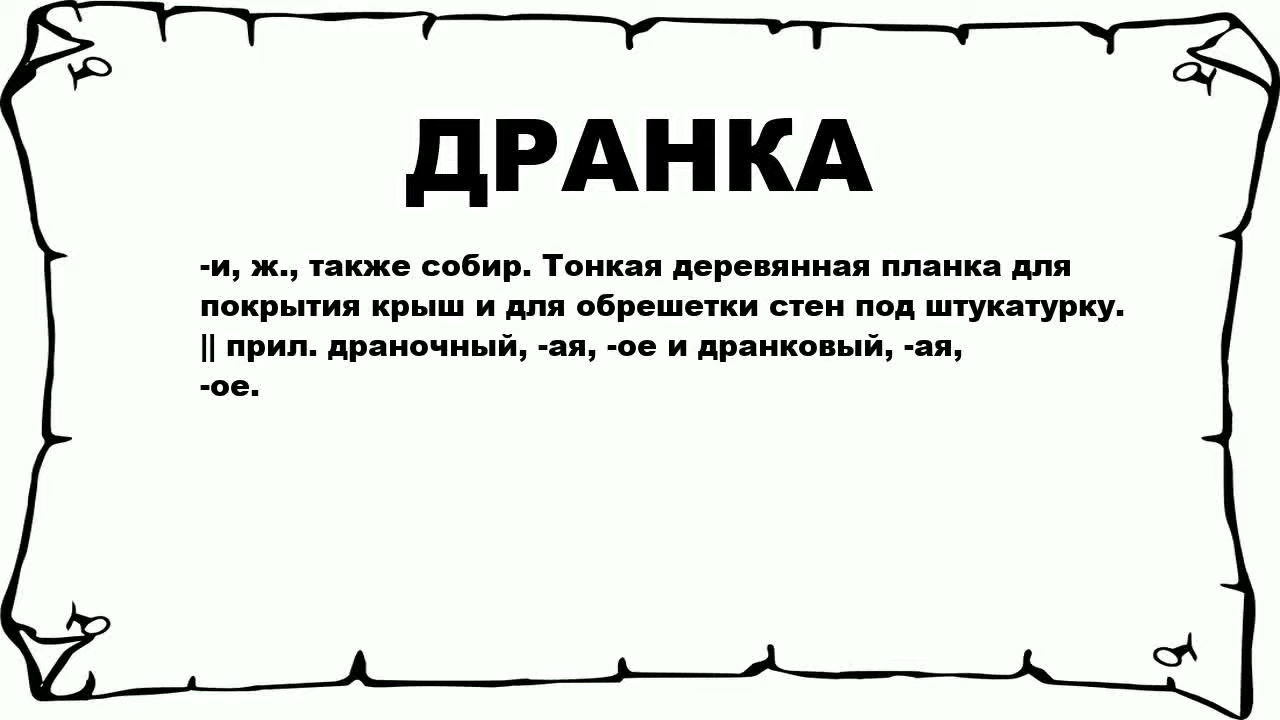 ДРАНКА
-и, ж., также собир. Тонкая деревянная планка для
покрытия крыш и для обрешетки стен под штукатурку.
|| прил. драночный, -ая, -ое и дранковый, -ая,
-ое.